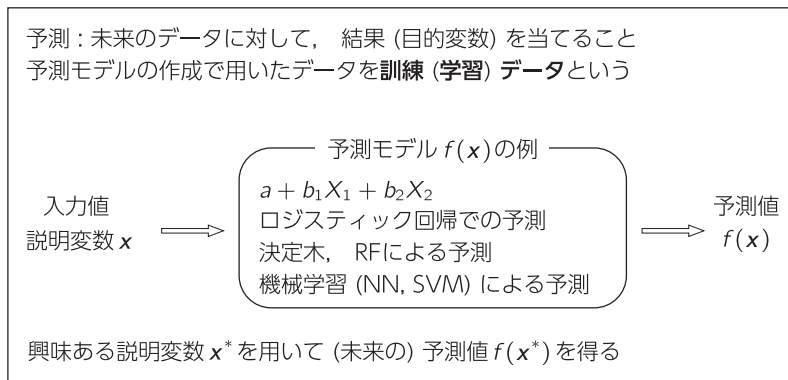 予測 : 未来のデータに対して, 結果 (目的変数) を当てること
予測モデルの作成で用いたデータを訓練 (学習) データという
予測モデル f(x) の例
入力値
説明変数 x
a + b₁X₁ + b₂X₂
ロジスティック回帰での予測
決定木, RFによる予測
機械学習 (NN, SVM) による予測
予測値
f(x)
興味ある説明変数 x* を用いて (未来の) 予測値 f(x*) を得る